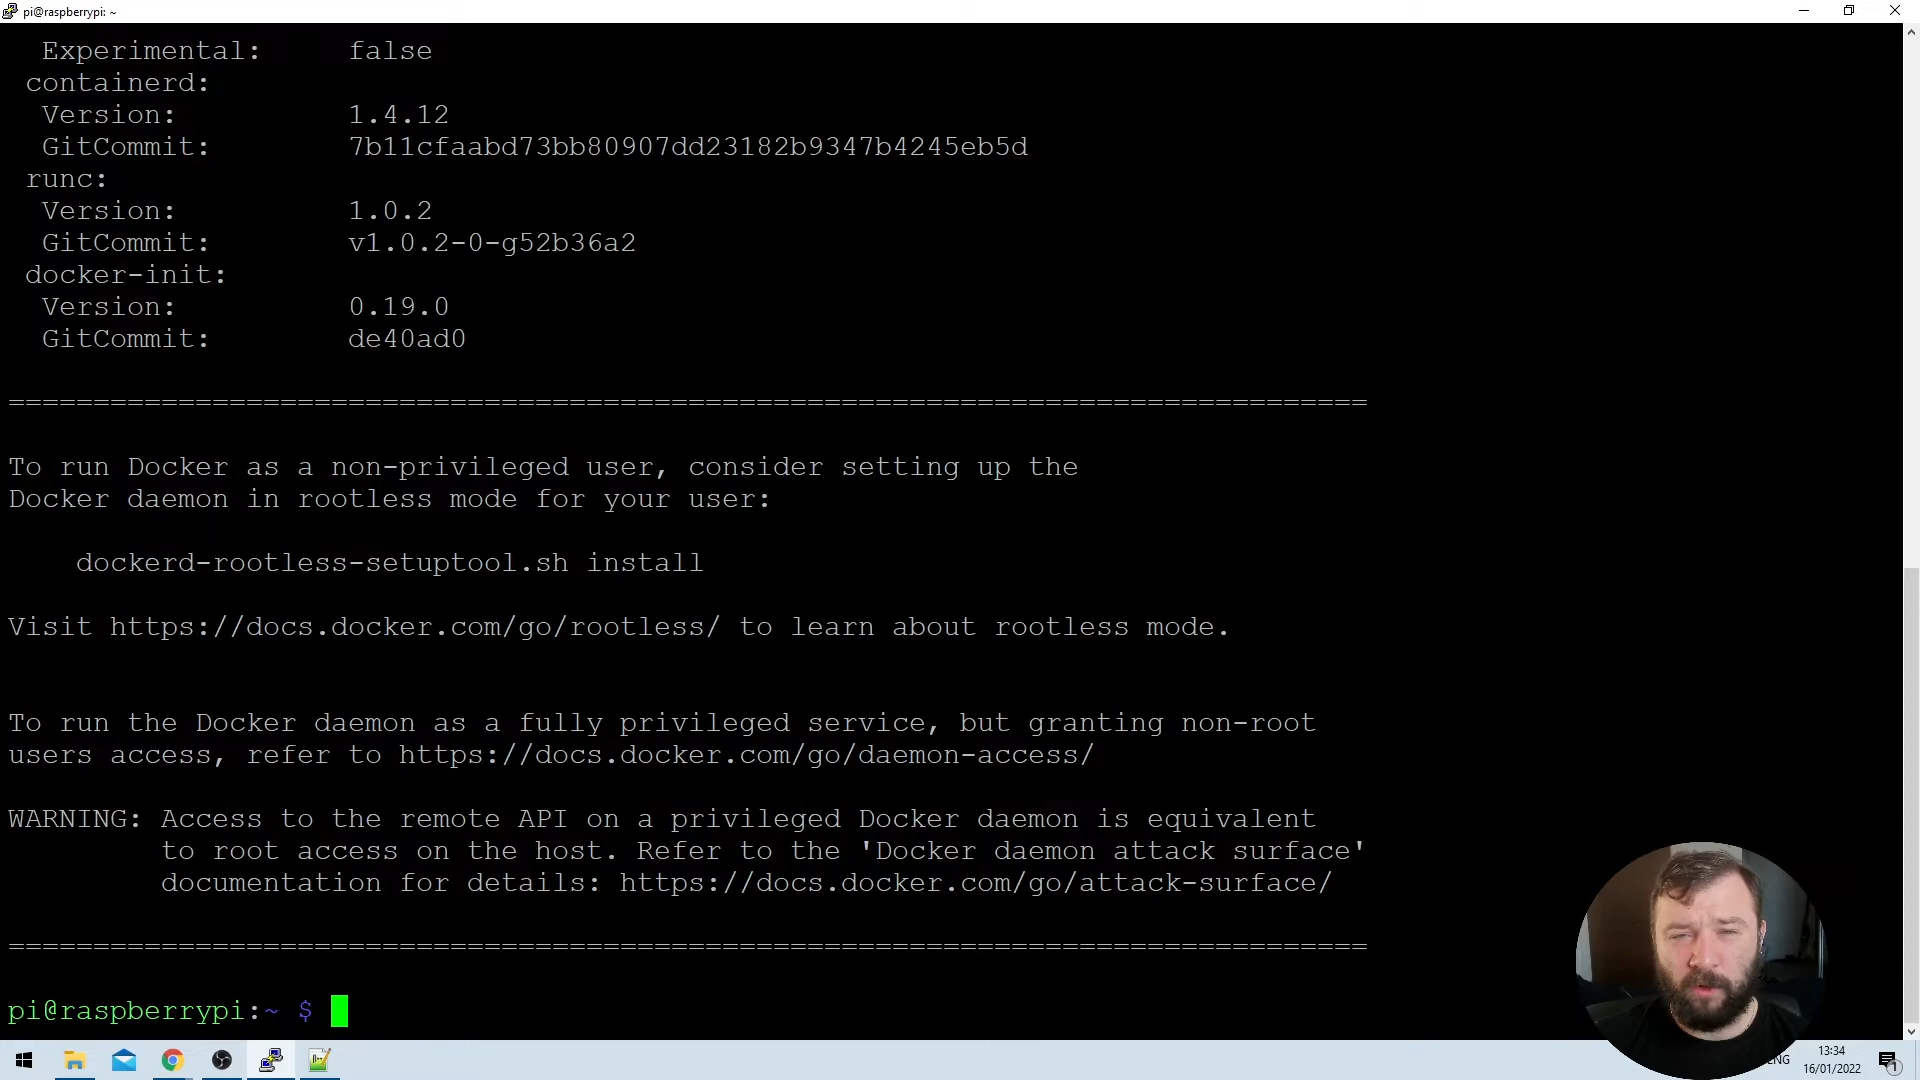 pi@raspberrypi: ~
Experimental: false
containerd:
Version: 1.4.12
GitCommit: 7b11cfaabd73bb80907dd23182b9347b4245eb5d
runc:
Version: 1.0.2
GitCommit: v1.0.2-0-g52b36a2
docker-init:
Version: 0.19.0
GitCommit: de40ad0
================================================================================
To run Docker as a non-privileged user, consider setting up the
Docker daemon in rootless mode for your user:
dockerd-rootless-setuptool.sh install
Visit https://docs.docker.com/go/rootless/ to learn about rootless mode.
To run the Docker daemon as a fully privileged service, but granting non-root
users access, refer to https://docs.docker.com/go/daemon-access/
WARNING: Access to the remote API on a privileged Docker daemon is equivalent
to root access on the host. Refer to the 'Docker daemon attack surface'
documentation for details: https://docs.docker.com/go/attack-surface/
================================================================================
pi@raspberrypi:~ $
ENG
13:34
16/01/2022
1